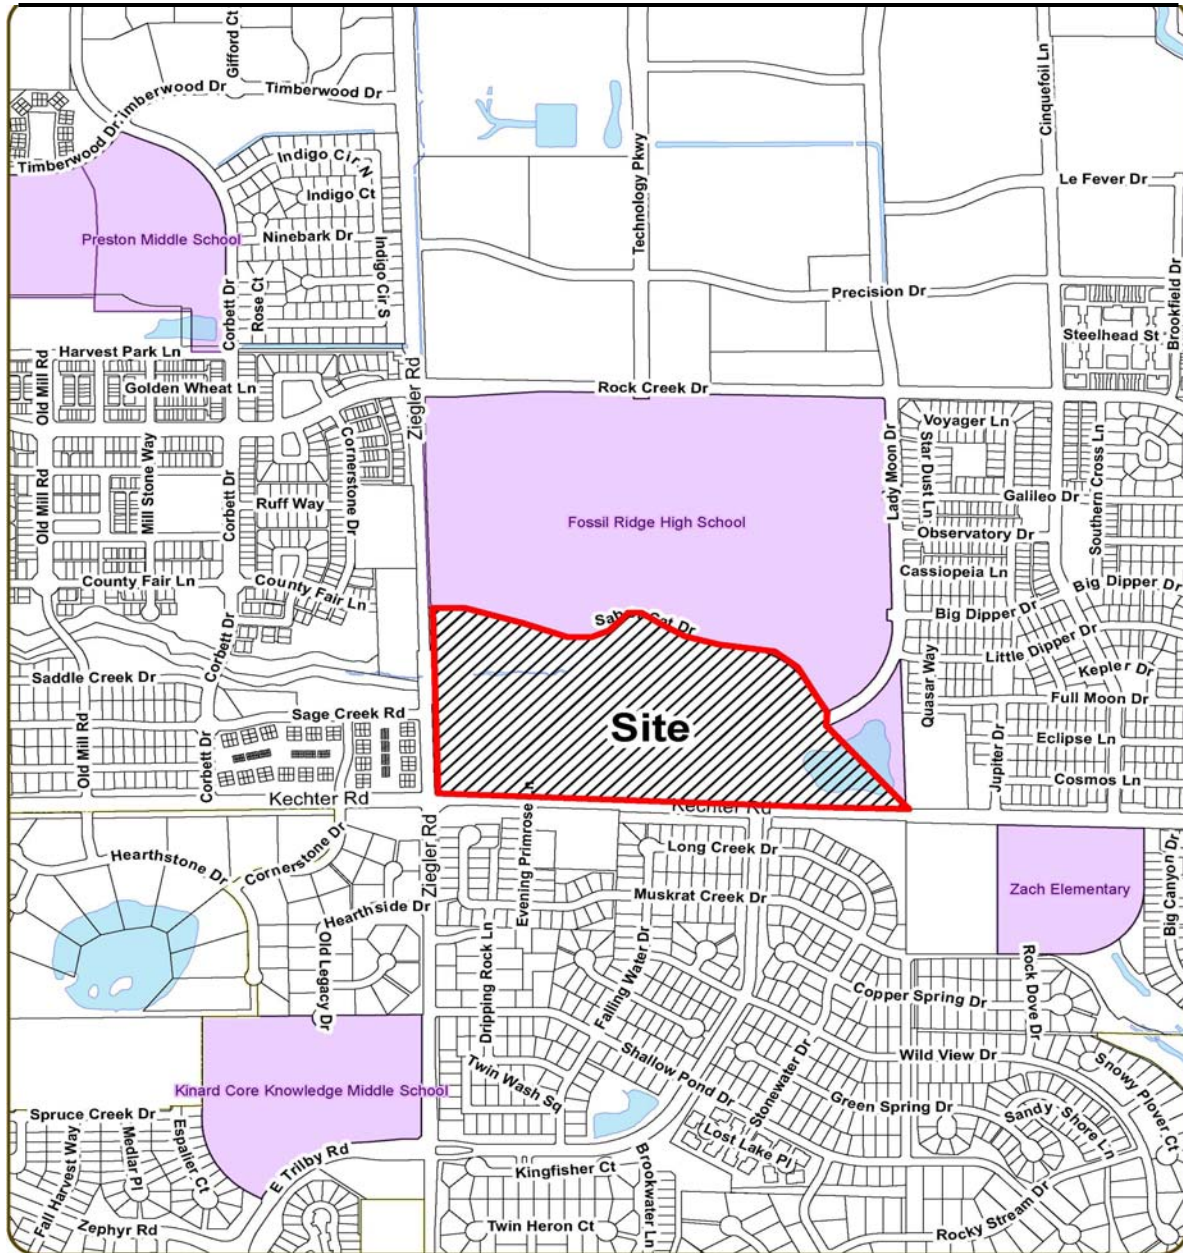 Gifford Ct
Timberwood Dr
Timberwood Dr
Timberwood Dr
Cinquefoil Ln
Technology Pkwy
Indigo Cir N
Indigo Ct
Le Fever Dr
Preston Middle School
Ninebark Dr
Indigo Cir S
Corbett Dr
Rose Ct
Precision Dr
Brookfield Dr
Steelhead St
Harvest Park Ln
Old Mill Rd
Golden Wheat Ln
Ziegler Rd
Rock Creek Dr
Voyager Ln
Lady Moon Dr
Star Dust Ln
Southern Cross Ln
Mill Stone Way
Cornerstone Dr
Old Mill Rd
Corbett Dr
Ruff Way
Galileo Dr
Fossil Ridge High School
Observatory Dr
Cassiopeia Ln
County Fair Ln
County Fair Ln
Big Dipper Dr
Big Dipper Dr
Little Dipper Dr
Corbett Dr
Kepler Dr
Saddle Creek Dr
Quasar Way
Full Moon Dr
Sage Creek Rd
Site
Old Mill Rd
Corbett Dr
Jupiter Dr
Eclipse Ln
Cosmos Ln
Kechter Rd
Kechter Rd
Evening Primrose Ln
Ziegler Rd
Hearthstone Dr
Cornerstone Dr
Long Creek Dr
Muskrat Creek Dr
Zach Elementary
Big Canyon Dr
Hearthside Dr
Old Legacy Dr
Dripping Rock Ln
Falling Water Dr
Rock Dove Dr
Copper Spring Dr
Shallow Pond Dr
Stonewater Dr
Wild View Dr
Snowy Plover Ct
Kinard Core Knowledge Middle School
Twin Wash Sq
Green Spring Dr
Sandy Shore Ln
Spruce Creek Dr
Fall Harvest Way
Medlar Pl
Espalier Ct
Lost Lake Pl
E Trilby Rd
Kingfisher Ct
Brookwater Ln
Zephyr Rd
Twin Heron Ct
Rocky Stream Dr